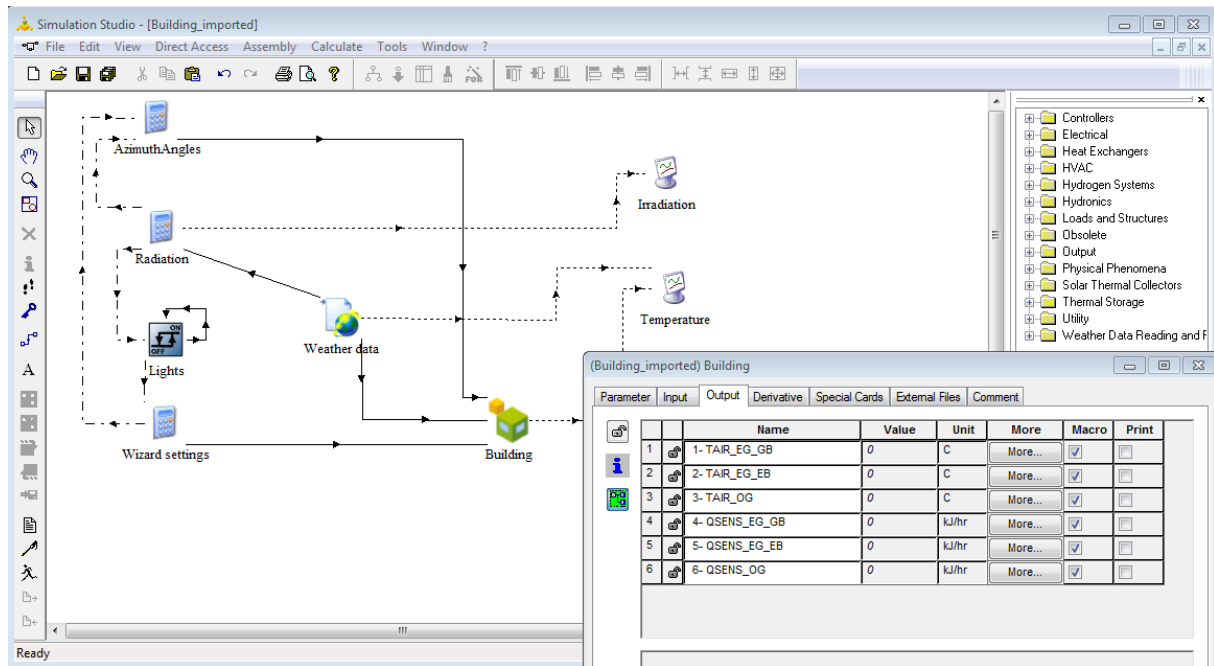 Simulation Studio - [Building_imported]
File Edit View Direct Access Assembly Calculate Tools Window ?
FOR
AzimuthAngles
Irradiation
Radiation
Temperature
Weather data
ON
OFF
Lights
Wizard settings
Building
A
Controllers
Electrical
Heat Exchangers
HVAC
Hydrogen Systems
Hydronics
Loads and Structures
Obsolete
Output
Physical Phenomena
Solar Thermal Collectors
Thermal Storage
Utility
Weather Data Reading and F
(Building_imported) Building
Parameter Input Output Derivative Special Cards External Files Comment
Name Value Unit More Macro Print
1 1- TAIR_EG_GB 0 C More...
2 2- TAIR_EG_EB 0 C More...
3 3- TAIR_OG 0 C More...
4 4- QSENS_EG_GB 0 kJ/hr More...
5 5- QSENS_EG_EB 0 kJ/hr More...
6 6- QSENS_OG 0 kJ/hr More...
Ready